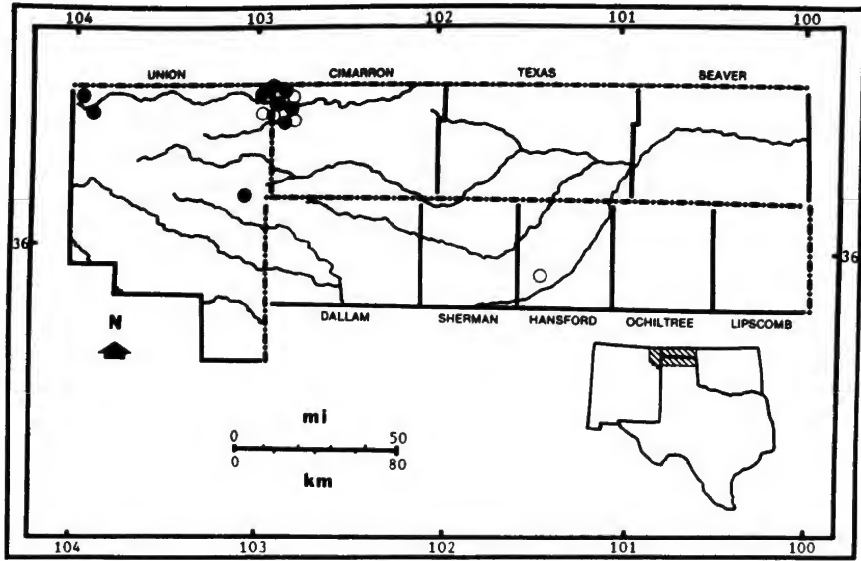 104 103 102 101 100
UNION CIMARRON TEXAS BEAVER
36 36
DALLAM SHERMAN HANSFORD OCHILTREE LIPSCOMB
N
mi
0 50
0 80
km
104 103 102 101 100